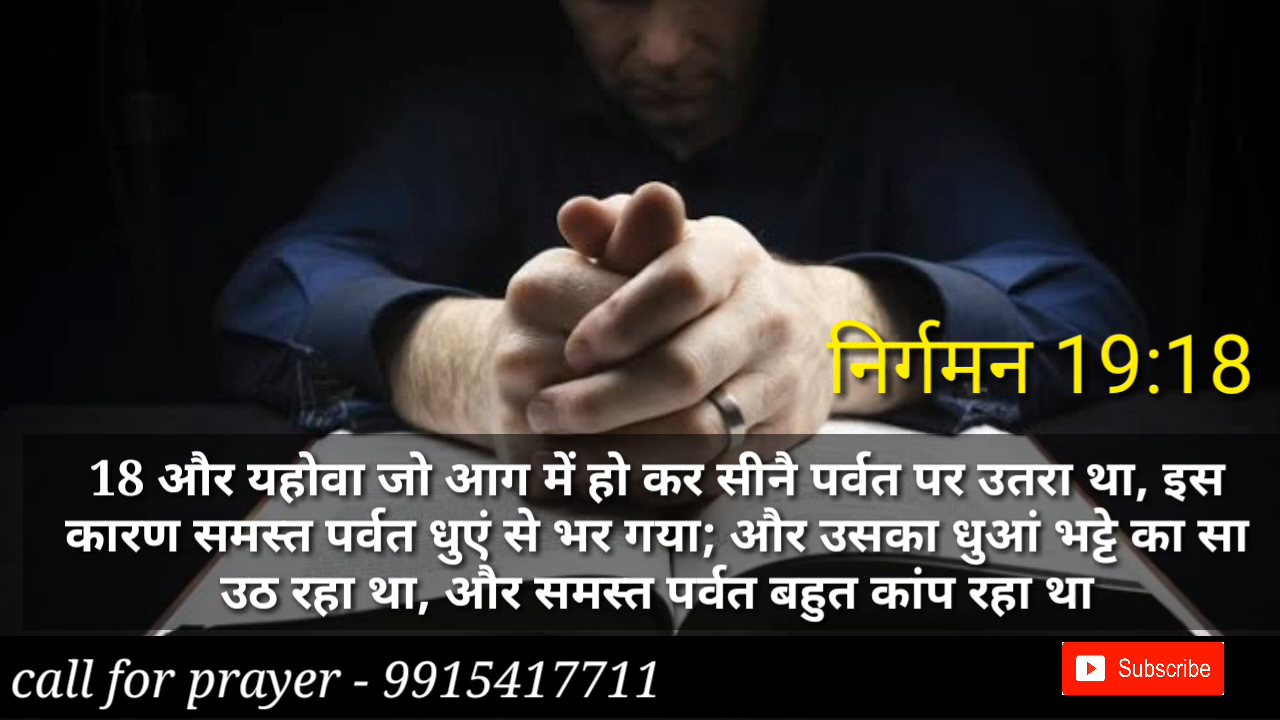 निर्गमन 19:18
18 और यहोवा जो आग में हो कर सीनै पर्वत पर उतरा था, इस
कारण समस्त पर्वत धुएं से भर गया; और उसका धुआं भट्टे का सा
उठ रहा था, और समस्त पर्वत बहुत कांप रहा था
call for prayer - 9915417711
Subscribe